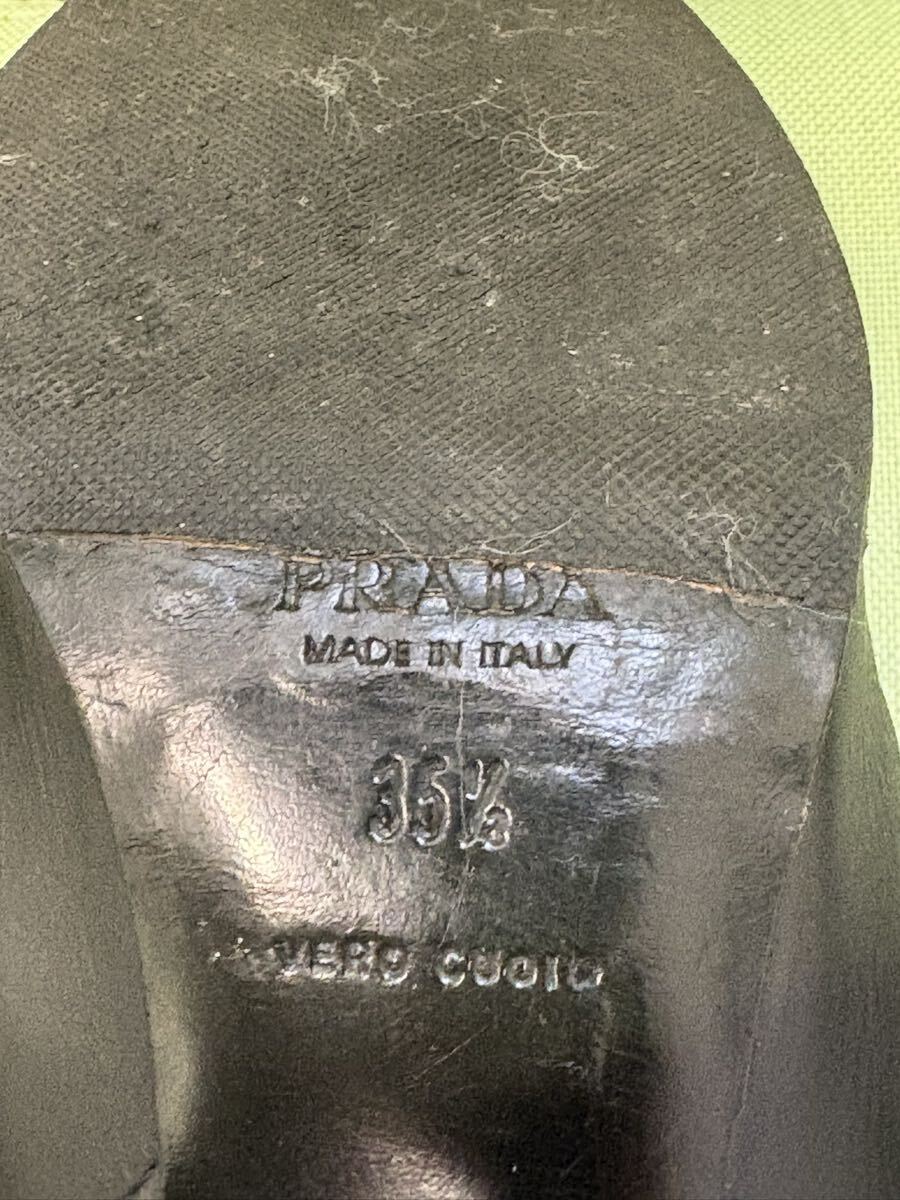 PRADA
MADE IN ITALY
35½
VERO CUOIO